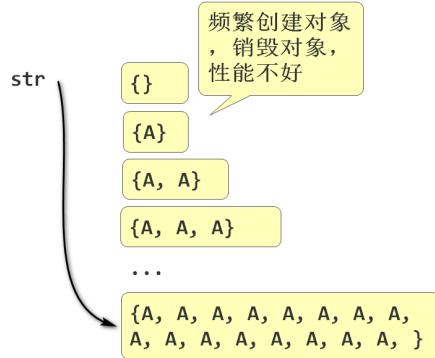 频繁创建对象
，销毁对象，
性能不好
str
{}
{A}
{A, A}
{A, A, A}
...
{A, A, A, A, A, A, A, A,
A, A, A, A, A, A, A, A, }